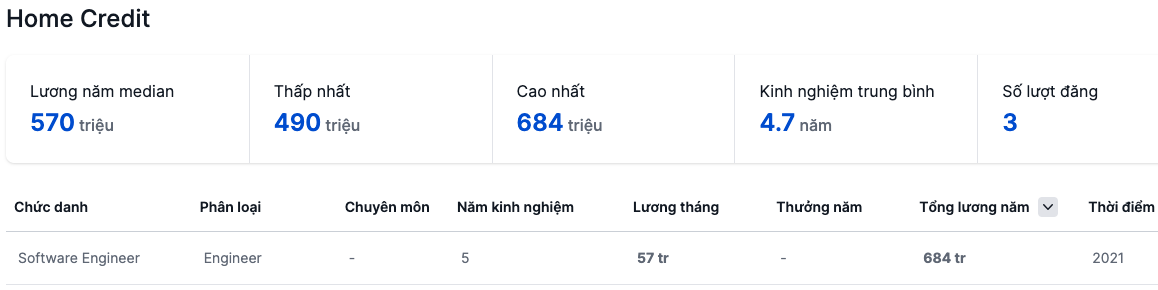 Home Credit
Lương năm median Thấp nhất Cao nhất Kinh nghiệm trung bình Số lượt đăng
570 triệu 490 triệu 684 triệu 4.7 năm 3
Chức danh Phân loại Chuyên môn Năm kinh nghiệm Lương tháng Thưởng năm Tổng lương năm Thời điểm
Software Engineer Engineer - 5 57 tr - 684 tr 2021